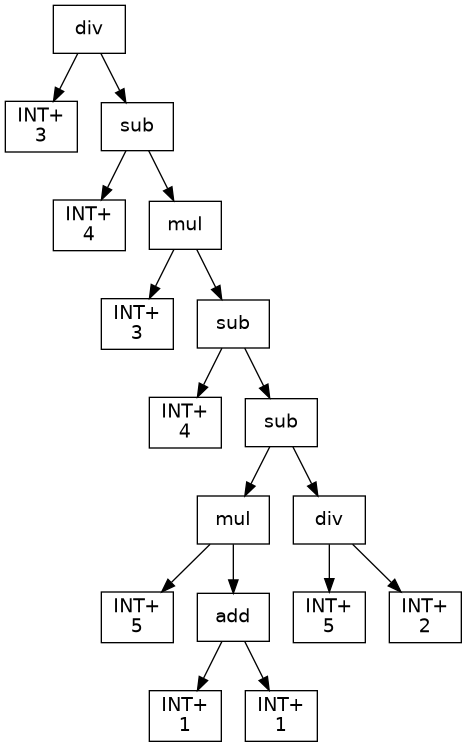 div
INT+
3
sub
INT+
4
mul
INT+
3
sub
INT+
4
sub
mul
div
INT+
5
add
INT+
5
INT+
2
INT+
1
INT+
1